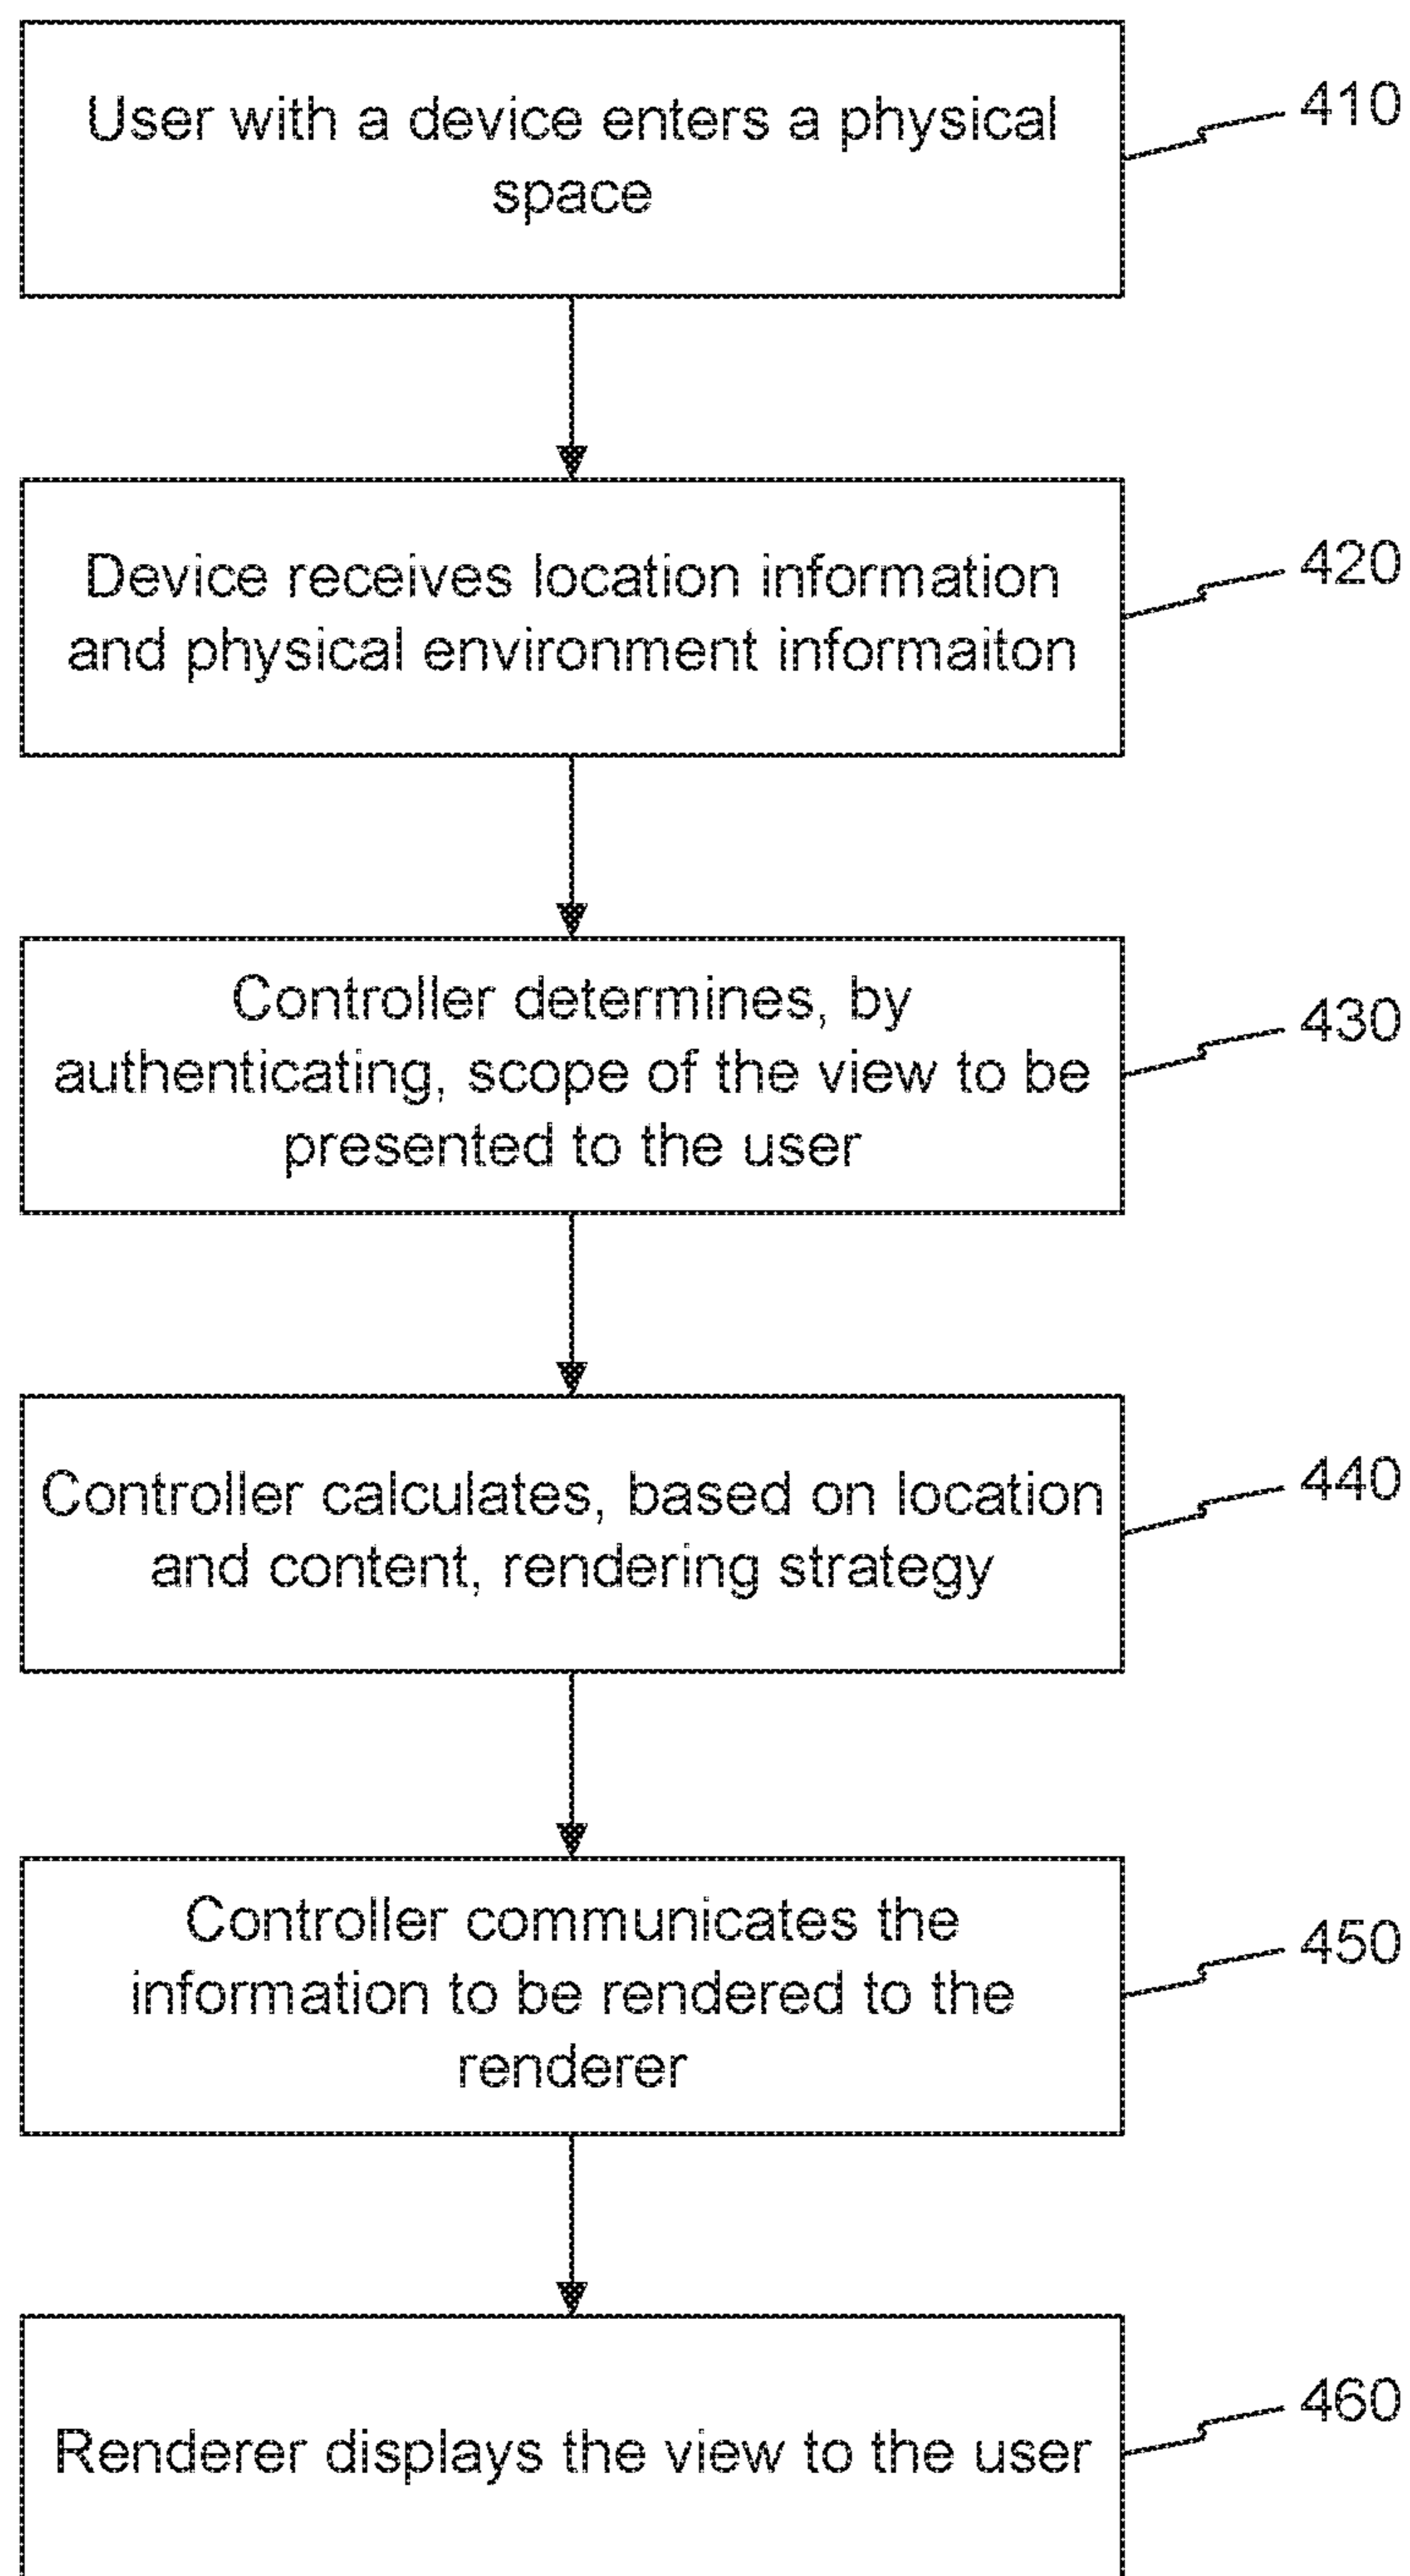 User with a device enters a physical
space
410
Device receives location information
and physical environment informaiton
420
Controller determines, by
authenticating, scope of the view to be
presented to the user
430
Controller calculates, based on location
and content, rendering strategy
440
Controller communicates the
information to be rendered to the
renderer
450
Renderer displays the view to the user
460